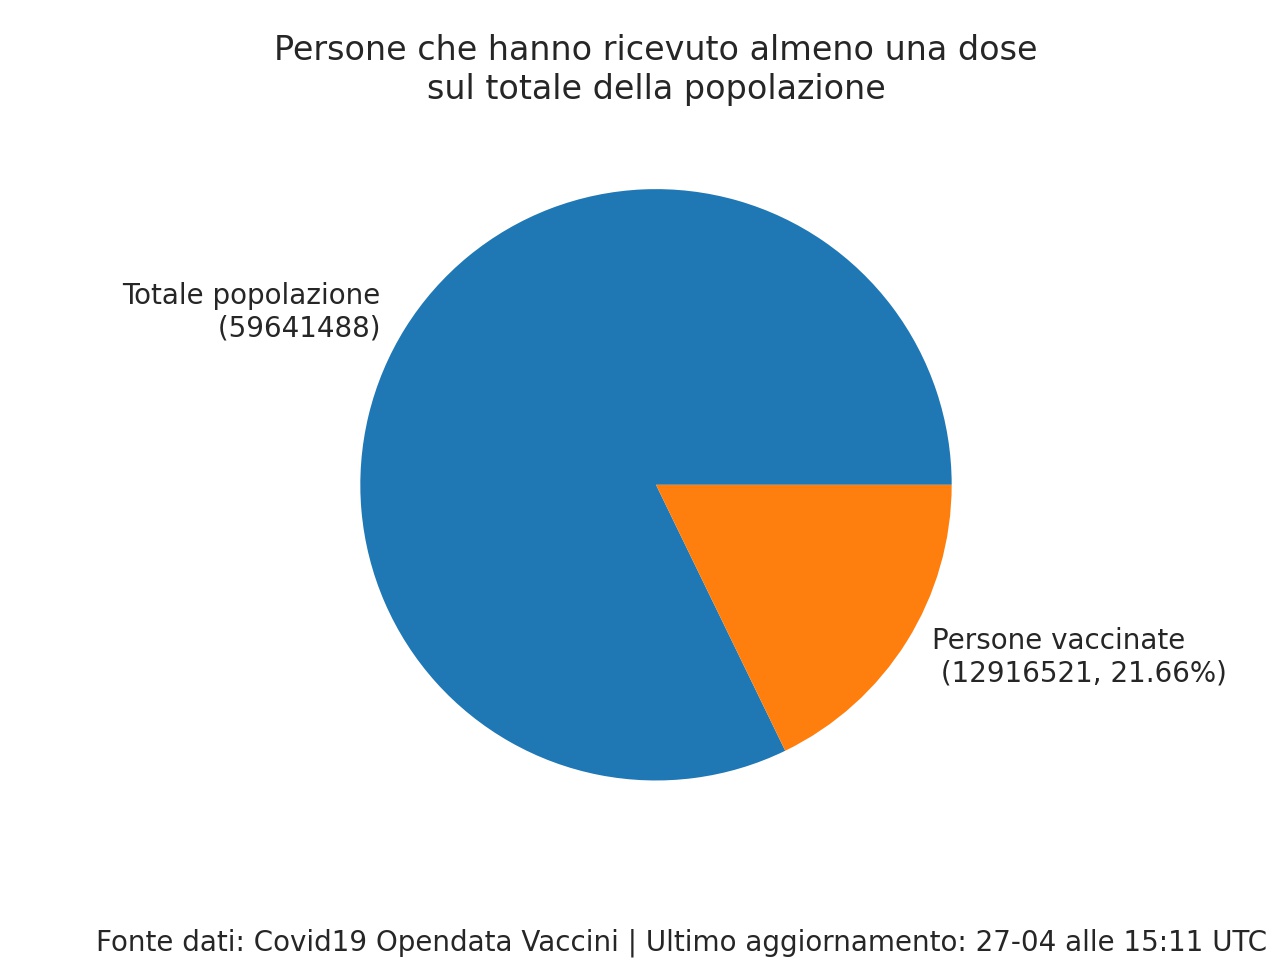 Persone che hanno ricevuto almeno una dose
sul totale della popolazione
Totale popolazione
(59641488)
Persone vaccinate
(12916521, 21.66%)
Fonte dati: Covid19 Opendata Vaccini | Ultimo aggiornamento: 27-04 alle 15:11 UTC